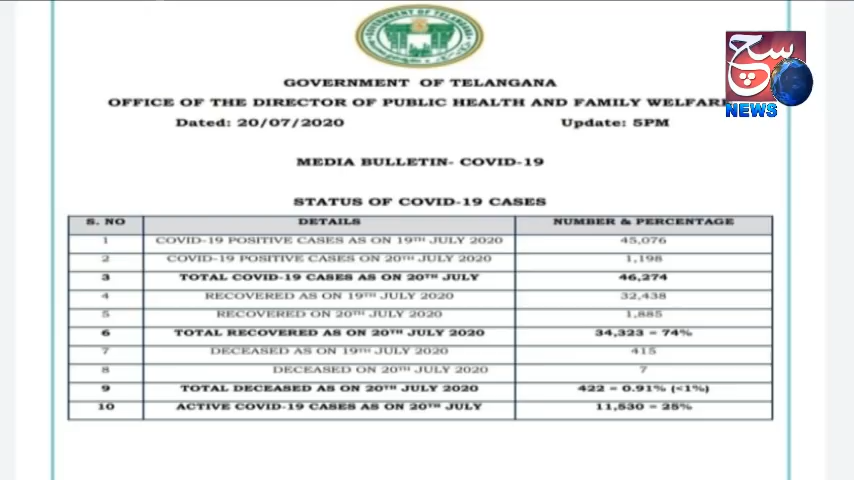 GOVERNMENT OF TELANGANA
سچ
NEWS
GOVERNMENT OF TELANGANA
OFFICE OF THE DIRECTOR OF PUBLIC HEALTH AND FAMILY WELFARE
Dated: 20/07/2020 Update: 5PM
MEDIA BULLETIN- COVID-19
STATUS OF COVID-19 CASES
S. NO DETAILS NUMBER & PERCENTAGE
1 COVID-19 POSITIVE CASES AS ON 19TH JULY 2020 45,076
2 COVID-19 POSITIVE CASES ON 20TH JULY 2020 1,198
3 TOTAL COVID-19 CASES AS ON 20TH JULY 46,274
4 RECOVERED AS ON 19TH JULY 2020 32,438
5 RECOVERED ON 20TH JULY 2020 1,885
6 TOTAL RECOVERED AS ON 20TH JULY 2020 34,323 = 74%
7 DECEASED AS ON 19TH JULY 2020 415
8 DECEASED ON 20TH JULY 2020 7
9 TOTAL DECEASED AS ON 20TH JULY 2020 422 = 0.91% (<1%)
10 ACTIVE COVID-19 CASES AS ON 20TH JULY 11,530 = 25%